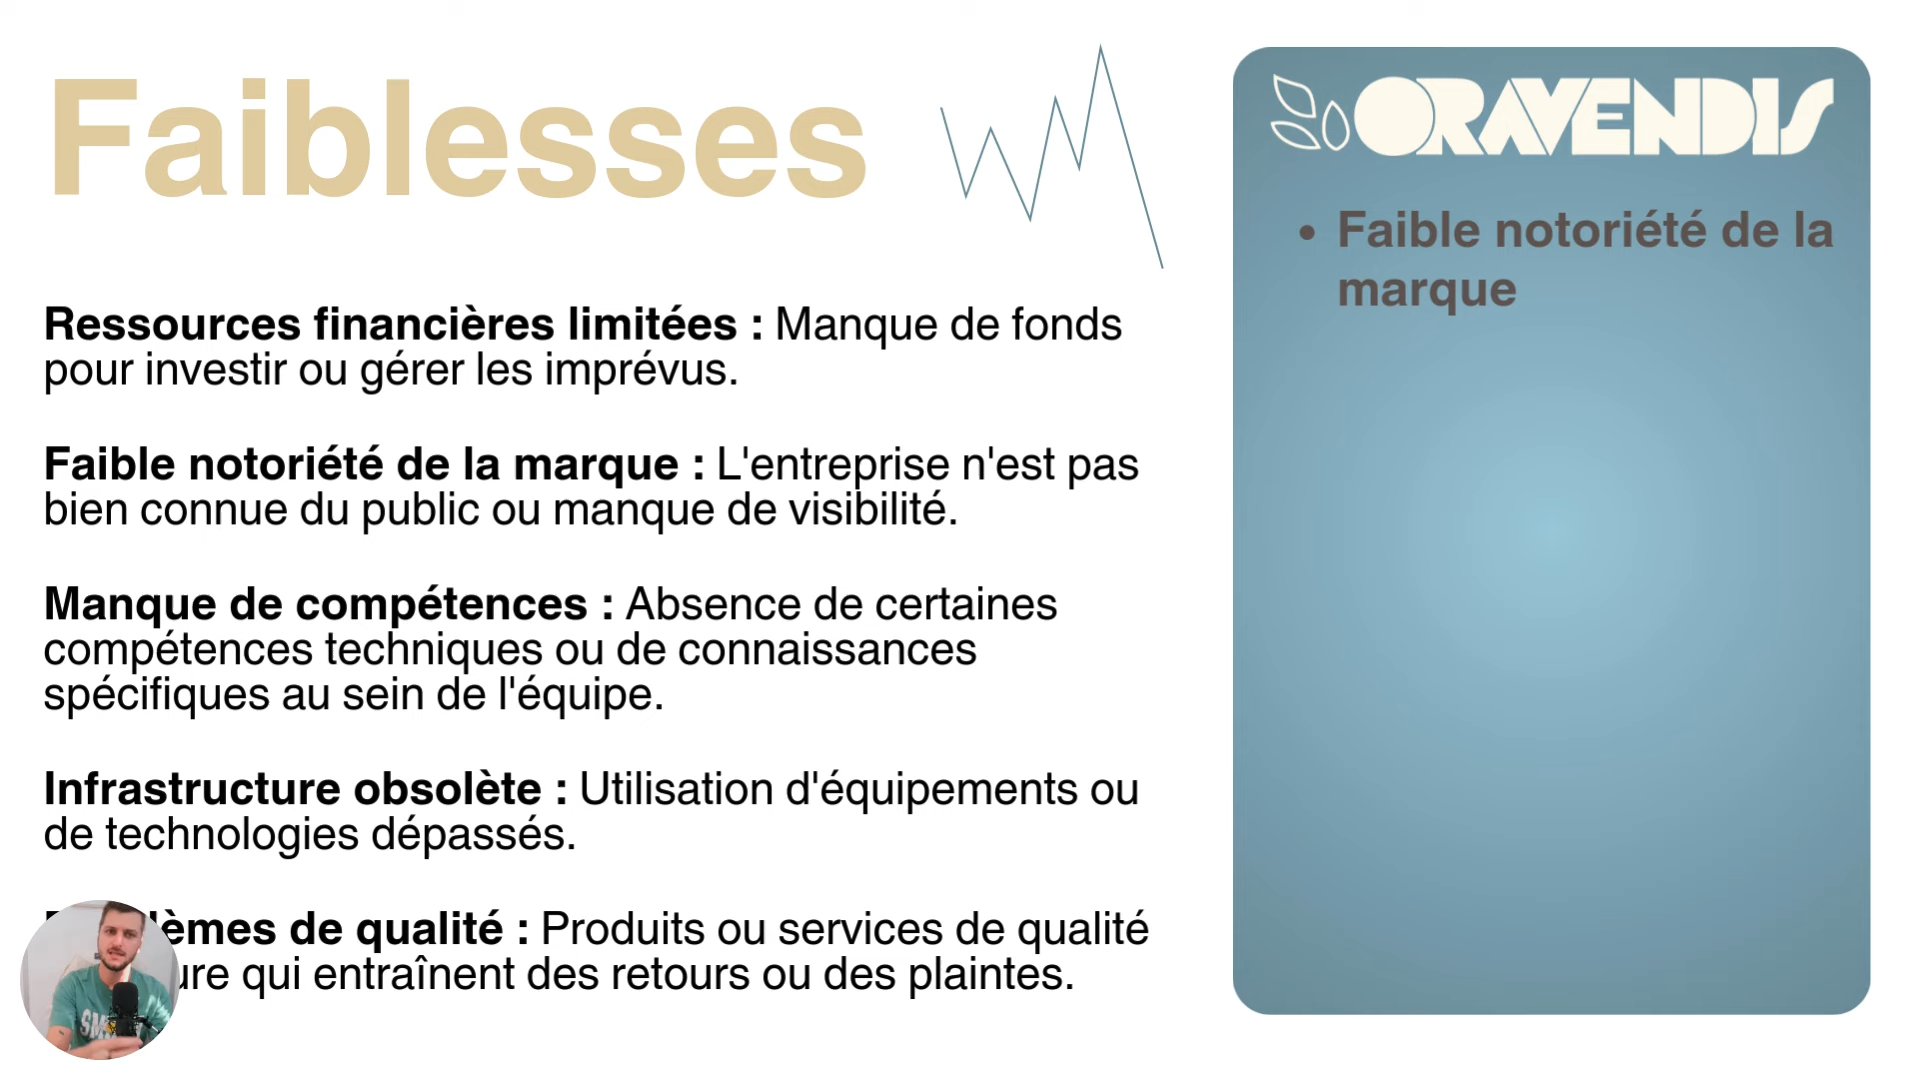 Faiblesses
Ressources financières limitées : Manque de fonds
pour investir ou gérer les imprévus.
Faible notoriété de la marque : L'entreprise n'est pas
bien connue du public ou manque de visibilité.
Manque de compétences : Absence de certaines
compétences techniques ou de connaissances
spécifiques au sein de l'équipe.
Infrastructure obsolète : Utilisation d'équipements ou
de technologies dépassés.
de qualité : Produits ou services de qualité
qui entraînent des retours ou des plaintes.
ORAVENDIS
• Faible notoriété de la
marque